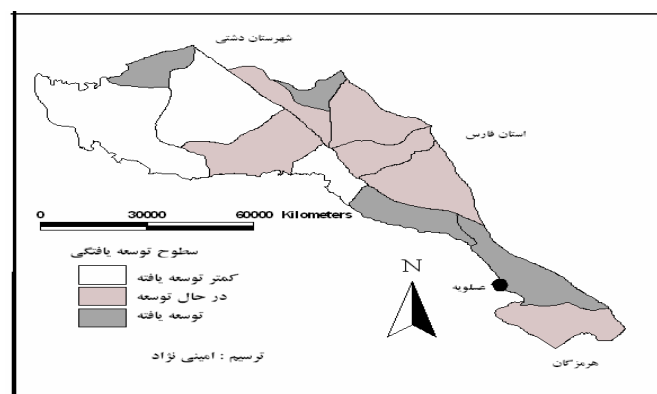 شهرستان دشتی
استان فارس
0 30000 60000 Kilometers
سطوح توسعه یافتگی
کمتر توسعه یافته
در حال توسعه
توسعه یافته
N
عسلویه
هرمزگان
ترسیم : امینی نژاد